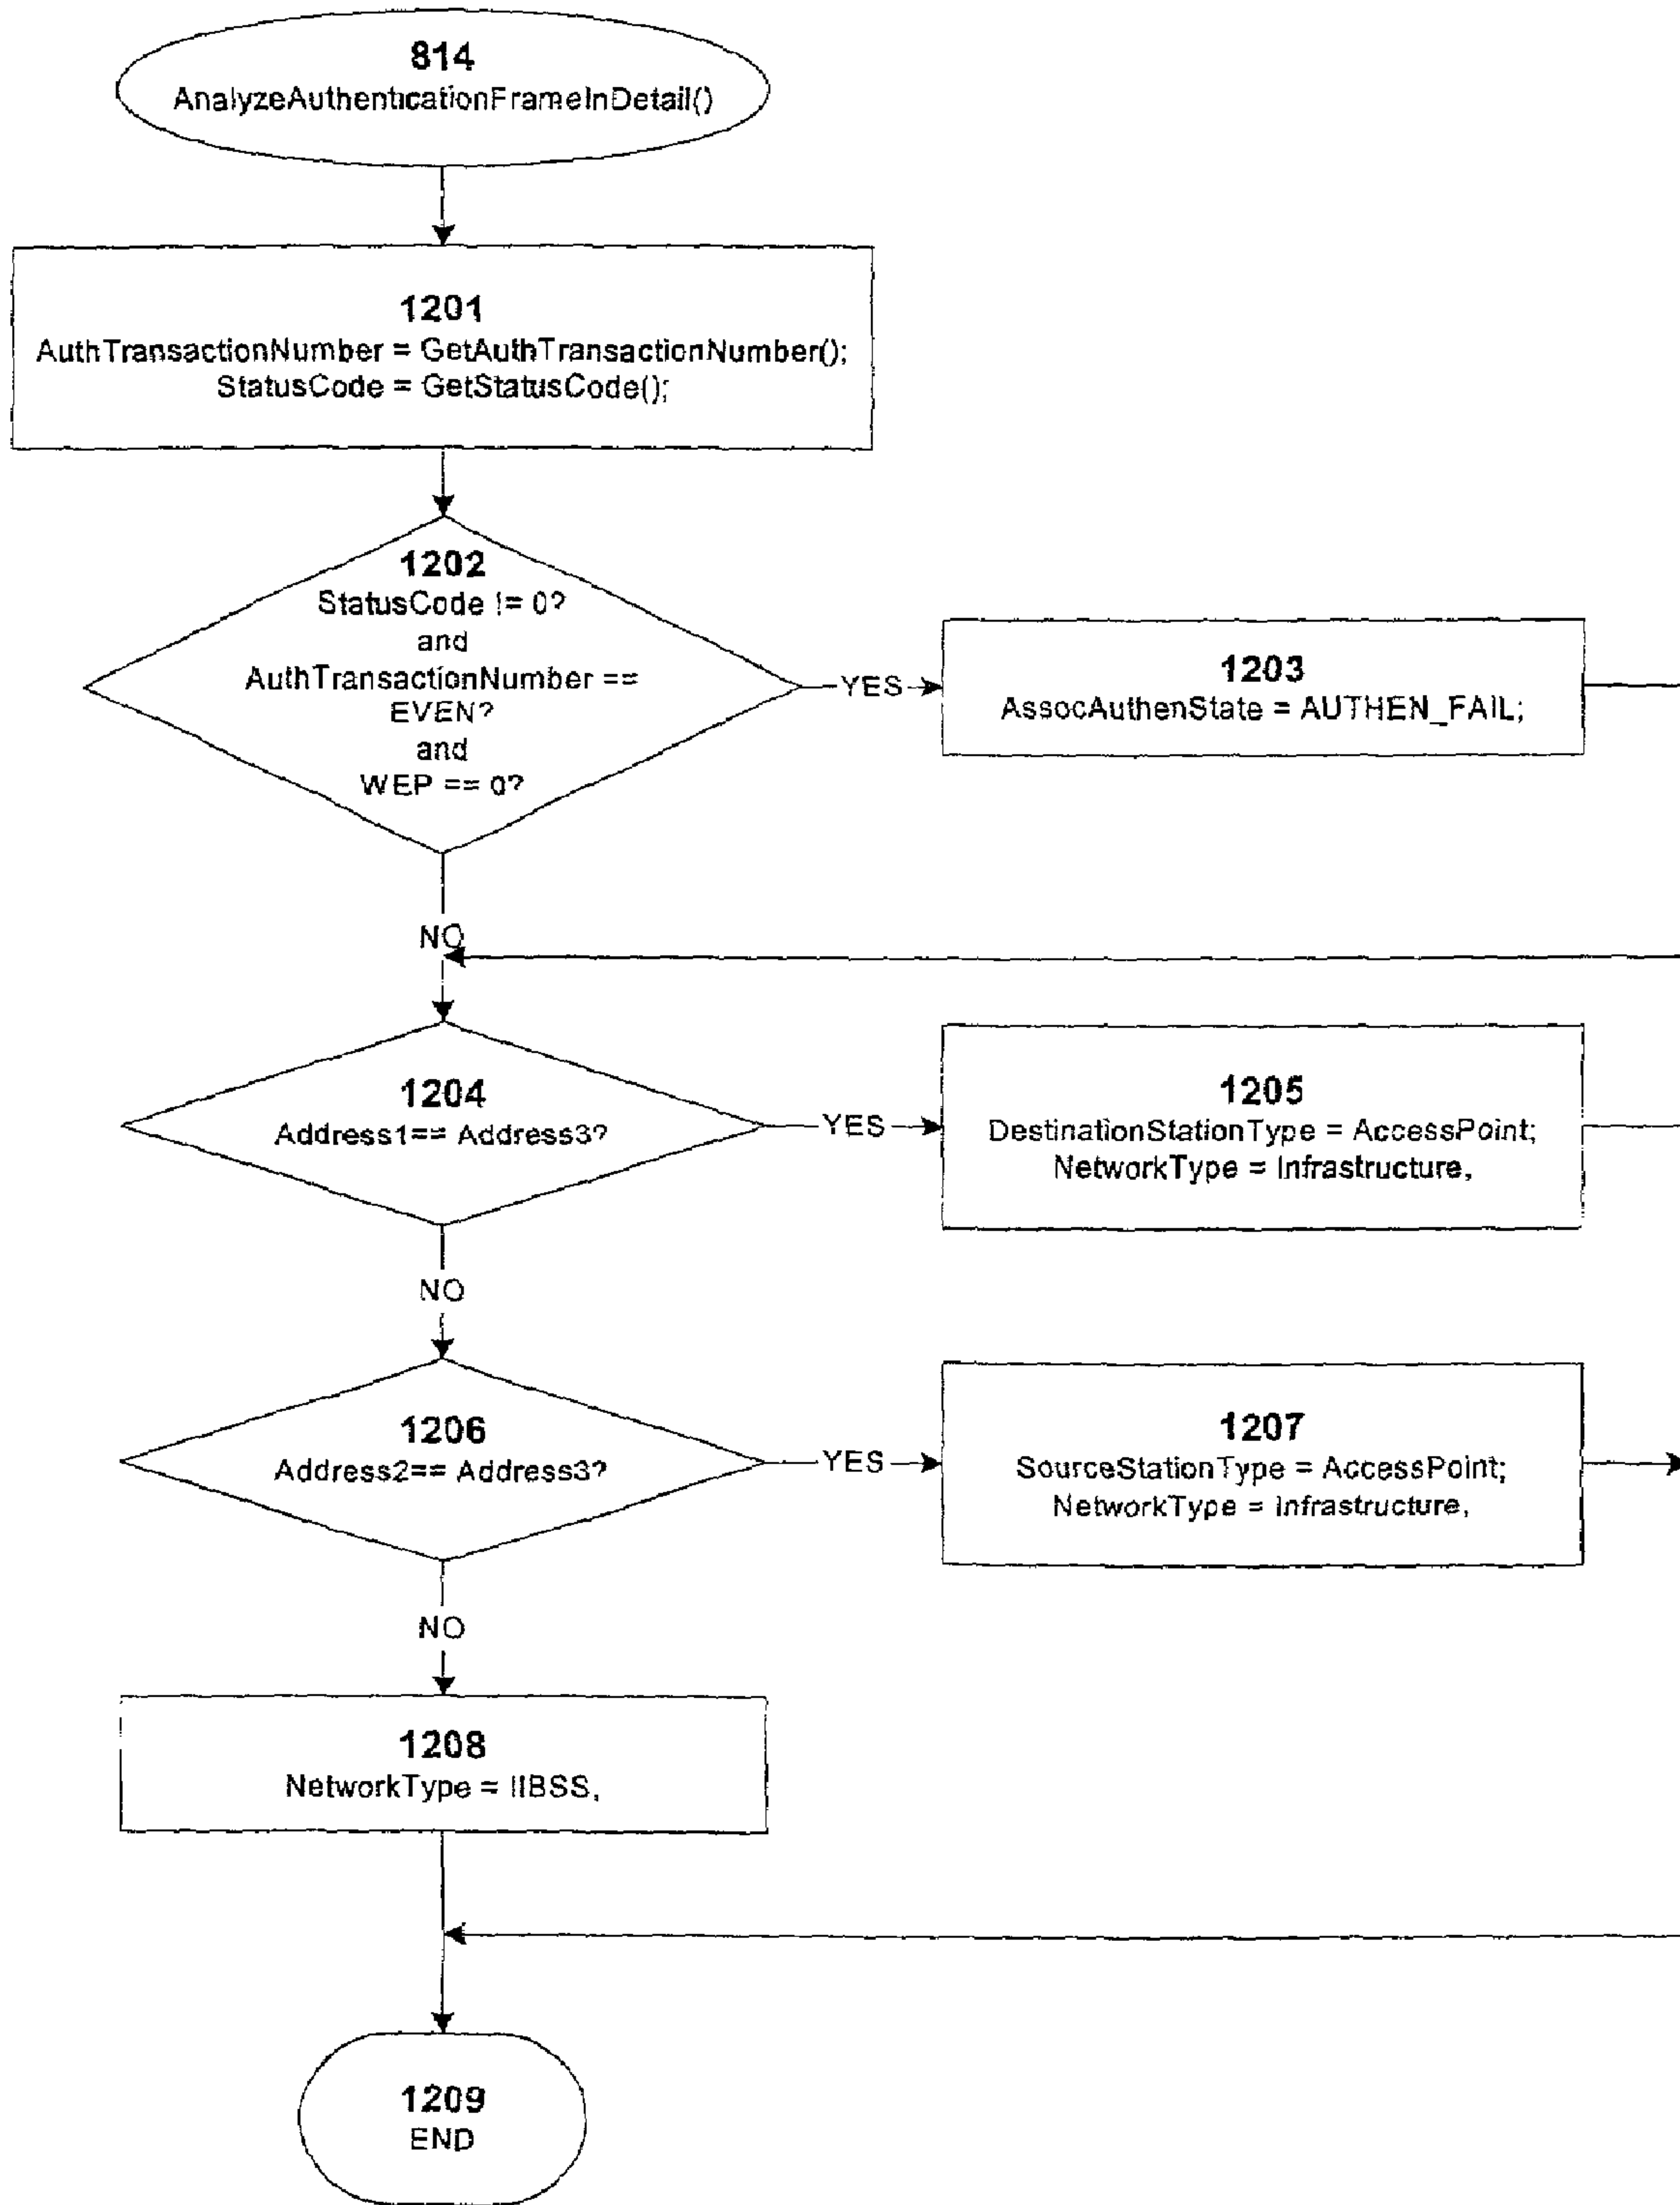 814
AnalyzeAuthenticationFrameInDetail()
1201
AuthTransactionNumber = GetAuthTransactionNumber();
StatusCode = GetStatusCode();
1202
StatusCode != 0?
and
AuthTransactionNumber ==
EVEN?
and
WEP == 0?
YES
1203
AssocAuthenState = AUTHEN_FAIL;
NO
1204
Address1== Address3?
YES
1205
DestinationStationType = AccessPoint;
NetworkType = Infrastructure,
NO
1206
Address2== Address3?
YES
1207
SourceStationType = AccessPoint;
NetworkType = Infrastructure,
NO
1208
NetworkType = IIBSS,
1209
END